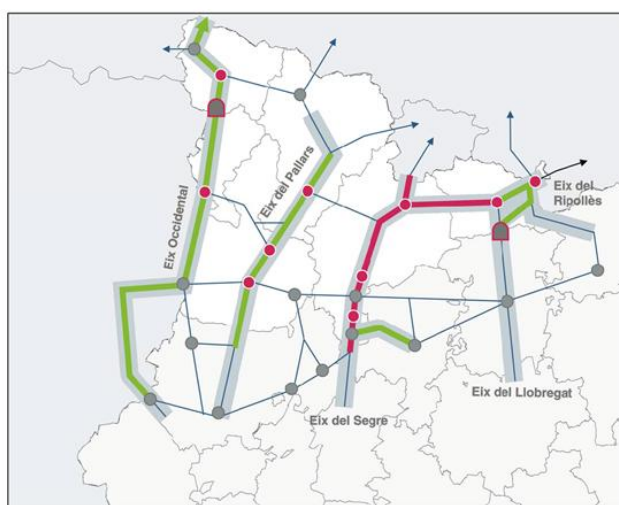 Eix Occidental
Eix del Pallars
Eix del
Ripollès
Eix del Segre
Eix del Llobregat